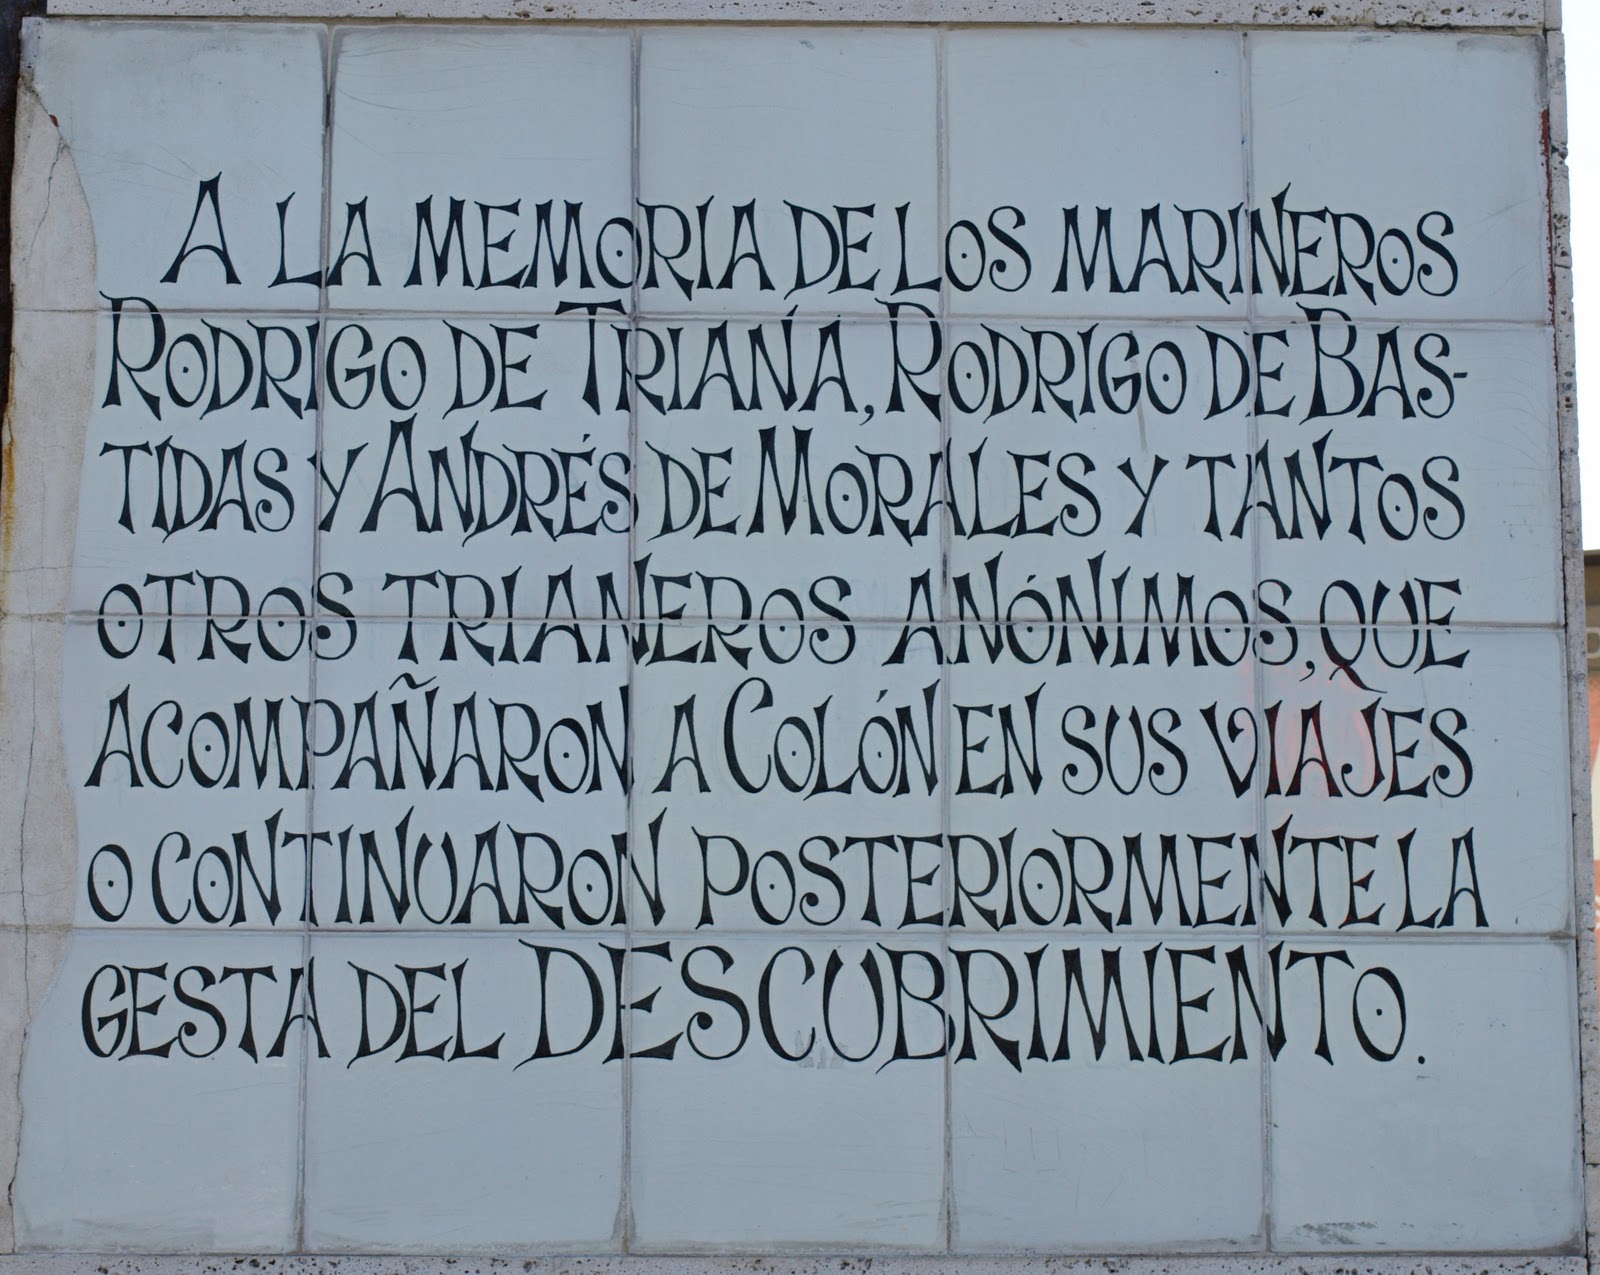 A LA MEMORIA DE LOS MARINEROS
RODRIGO DE TRIANA, RODRIGO DE BAS-
TIDAS Y ANDRÉS DE MORALES Y TANTOS
OTROS TRIANEROS ANÓNIMOS, QUE
ACOMPAÑARON A COLÓN EN SUS VIAJES
O CONTINUARON POSTERIORMENTE LA
GESTA DEL DESCUBRIMIENTO.